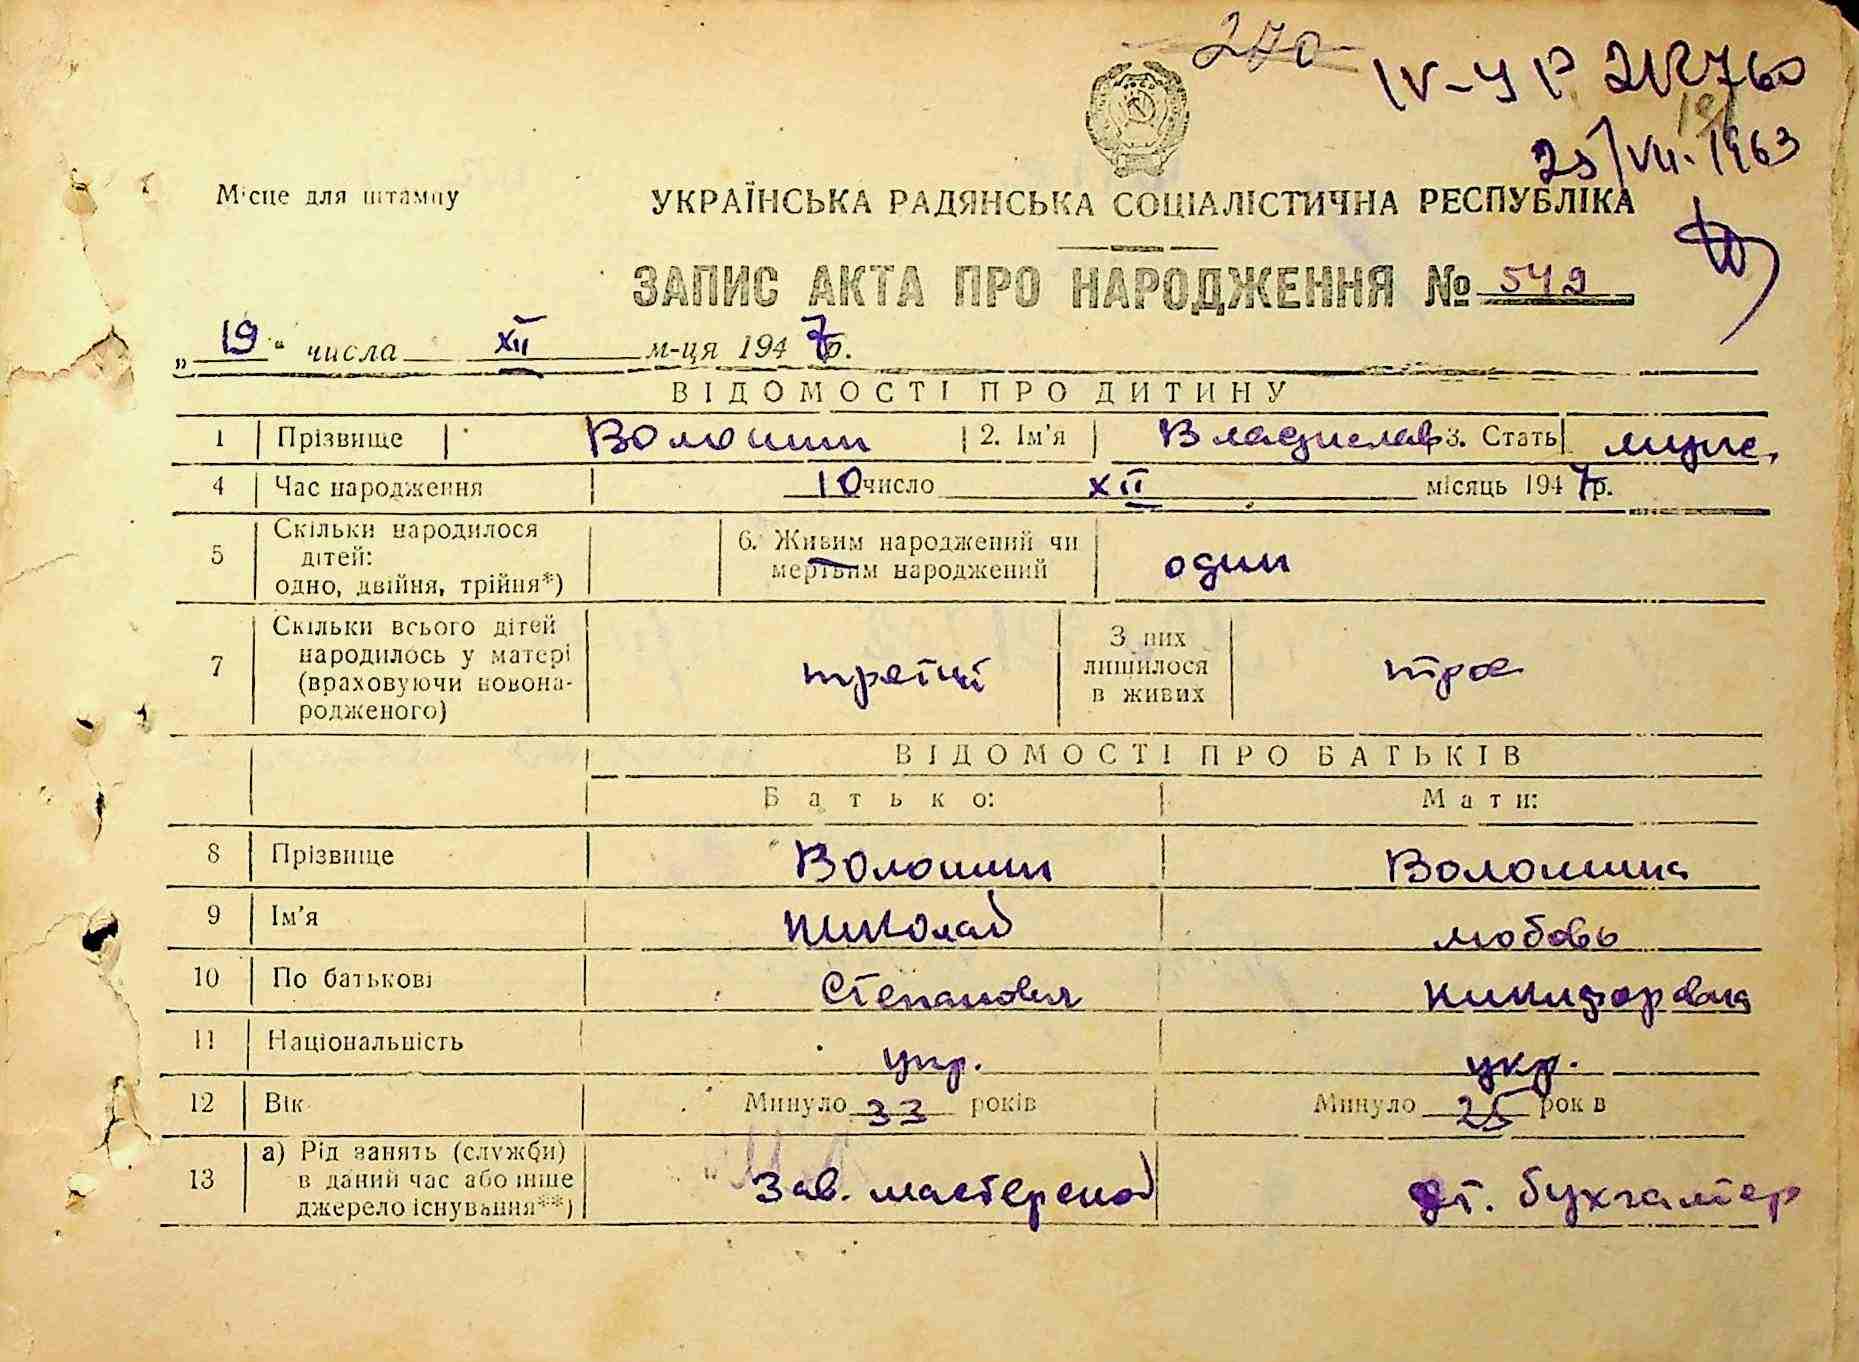 270
IV-УР 212760
25/VII. 1963
Місце для штампу
УКРАЇНСЬКА РАДЯНСЬКА СОЦІАЛІСТИЧНА РЕСПУБЛІКА
ЗАПИС АКТА ПРО НАРОДЖЕННЯ № 549
„19“ числа XII м-ця 1947р.
ВІДОМОСТІ ПРО ДИТИНУ
1 Прізвище Волошин 2. Ім'я Владислав 3. Стать муж.
4 Час народження 10 число XII місяць 1947р.
5 Скільки народилося дітей: одно, двійня, трійня*) 6. Живим народжений чи мертвим народжений один
7 Скільки всього дітей народилось у матері (враховуючи новонародженого) третій З них лишилося в живих трое
ВІДОМОСТІ ПРО БАТЬКІВ
Батько: Мати:
8 Прізвище Волошин Волошина
9 Ім'я Николай Любовь
10 По батькові Степанович Никифоровна
11 Національність укр. укр.
12 Вік Минуло 33 років Минуло 25 років
13 а) Рід занять (служби) в даний час або інше джерело існування**) Зав. мастерской ст. бухгалтер